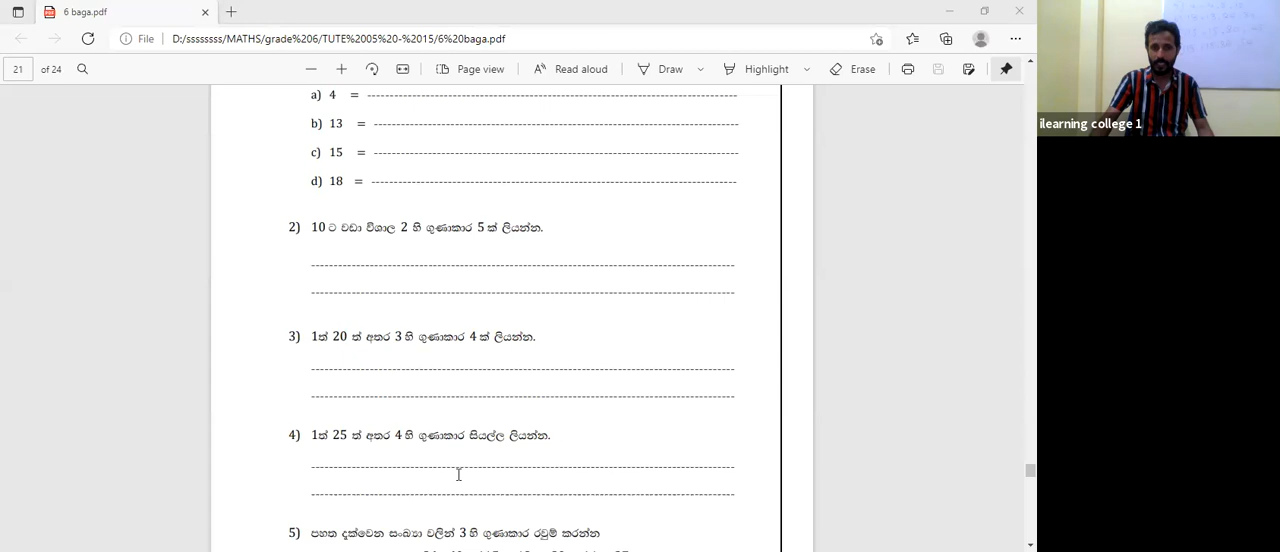 6 baga.pdf
File D:/ssssssss/MATHS/grade%206/TUTE%2005%20-%2015/6%20baga.pdf
21 of 24 Page view Read aloud Draw Highlight Erase
a) 4 =
b) 13 =
c) 15 =
d) 18 =
2) 10 ට වඩා විශාල 2 හි ගුණාකාර 5 ක් ලියන්න.
3) 1ත් 20 ත් අතර 3 හි ගුණාකාර 4 ක් ලියන්න.
4) 1ත් 25 ත් අතර 4 හි ගුණාකාර සියල්ල ලියන්න.
5) පහත දැක්වෙන සංඛ්‍යා වලින් 3 හි ගුණාකාර රවුම් කරන්න
ilearning college 1